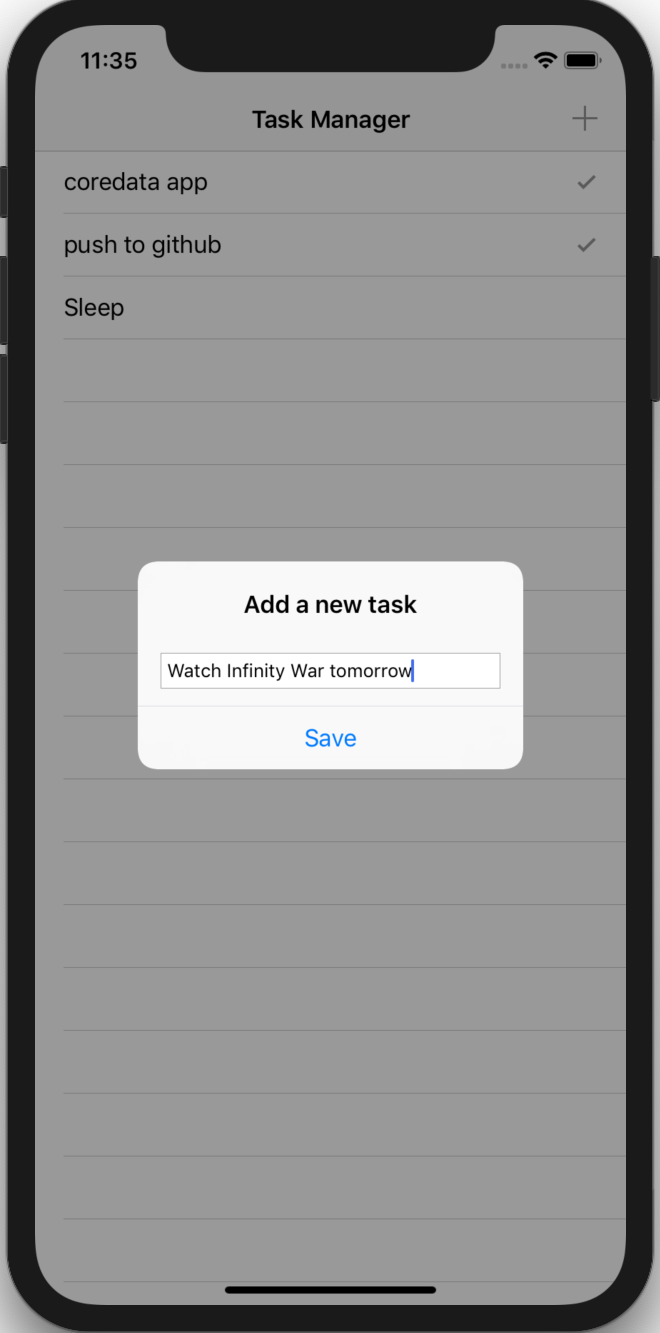 11:35
Task Manager
coredata app
push to github
Sleep
Add a new task
Watch Infinity War tomorrow
Save